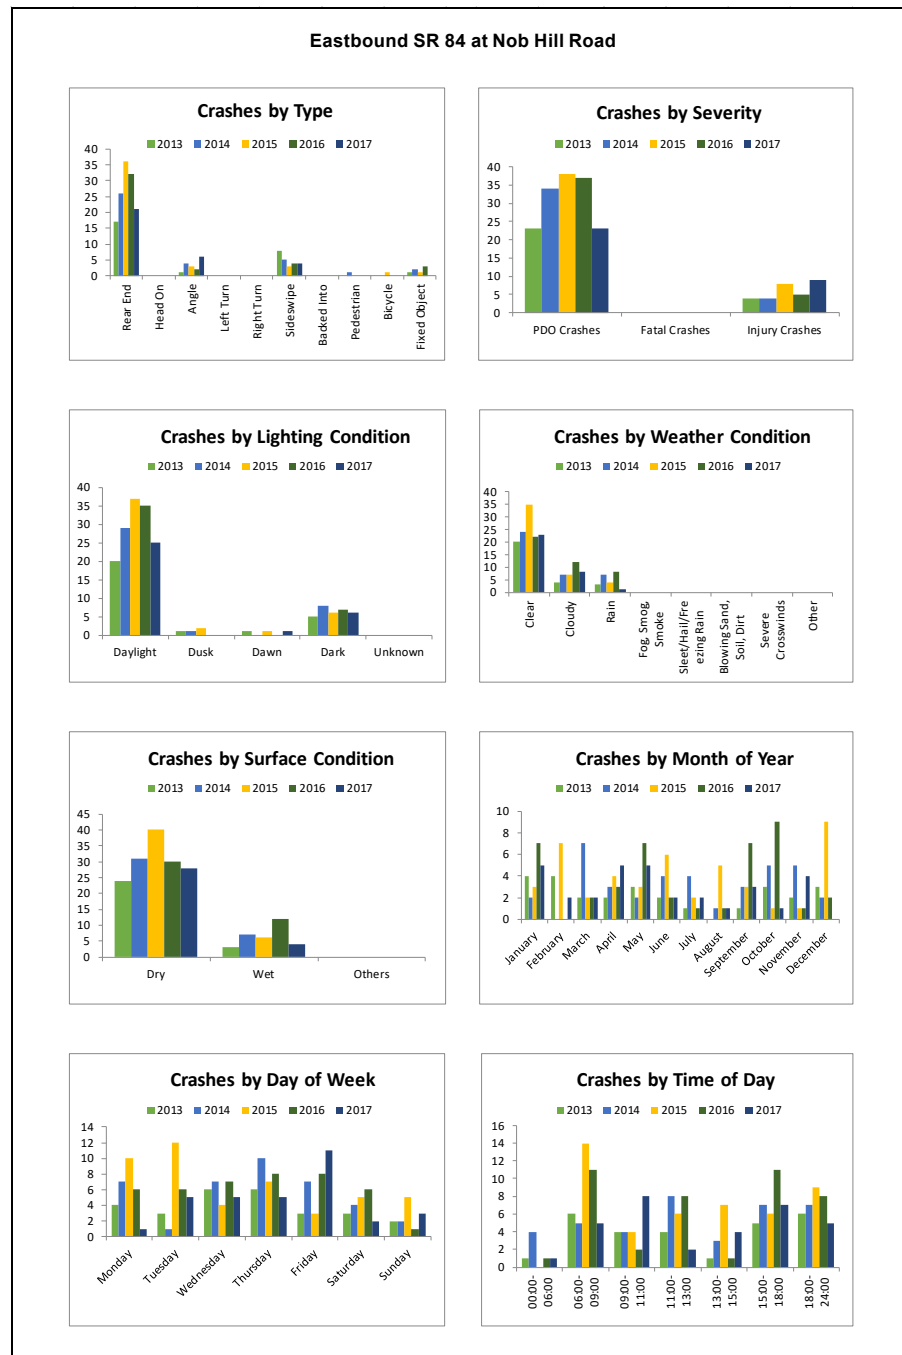 Eastbound SR 84 at Nob Hill Road
Crashes by Type
2013 2014 2015 2016 2017
40
35
30
25
20
15
10
5
0
Rear End
Head On
Angle
Left Turn
Right Turn
Sideswipe
Backed Into
Pedestrian
Bicycle
Fixed Object
Crashes by Severity
2013 2014 2015 2016 2017
40
35
30
25
20
15
10
5
0
PDO Crashes Fatal Crashes Injury Crashes
Crashes by Lighting Condition
2013 2014 2015 2016 2017
40
35
30
25
20
15
10
5
0
Daylight Dusk Dawn Dark Unknown
Crashes by Weather Condition
2013 2014 2015 2016 2017
40
35
30
25
20
15
10
5
0
Clear
Cloudy
Rain
Fog, Smog,
Smoke
Sleet/Hail/Fre
ezing Rain
Blowing Sand,
Soil, Dirt
Severe
Crosswinds
Other
Crashes by Surface Condition
2013 2014 2015 2016 2017
45
40
35
30
25
20
15
10
5
0
Dry Wet Others
Crashes by Month of Year
2013 2014 2015 2016 2017
10
8
6
4
2
0
January
February
March
April
May
June
July
August
September
October
November
December
Crashes by Day of Week
2013 2014 2015 2016 2017
14
12
10
8
6
4
2
0
Monday
Tuesday
Wednesday
Thursday
Friday
Saturday
Sunday
Crashes by Time of Day
2013 2014 2015 2016 2017
16
14
12
10
8
6
4
2
0
00:00-
06:00
06:00-
09:00
09:00-
11:00
11:00-
13:00
13:00-
15:00
15:00-
18:00
18:00-
24:00